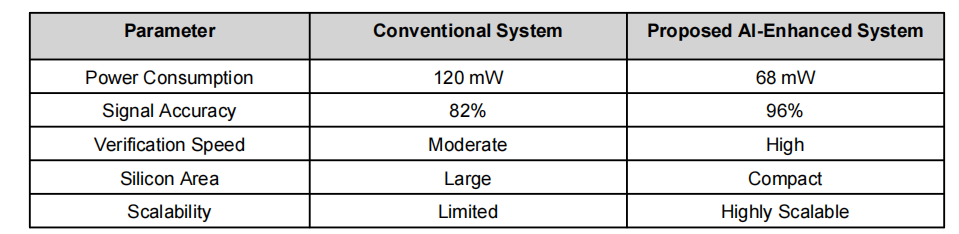 Parameter Conventional System Proposed AI-Enhanced System
Power Consumption 120 mW 68 mW
Signal Accuracy 82% 96%
Verification Speed Moderate High
Silicon Area Large Compact
Scalability Limited Highly Scalable